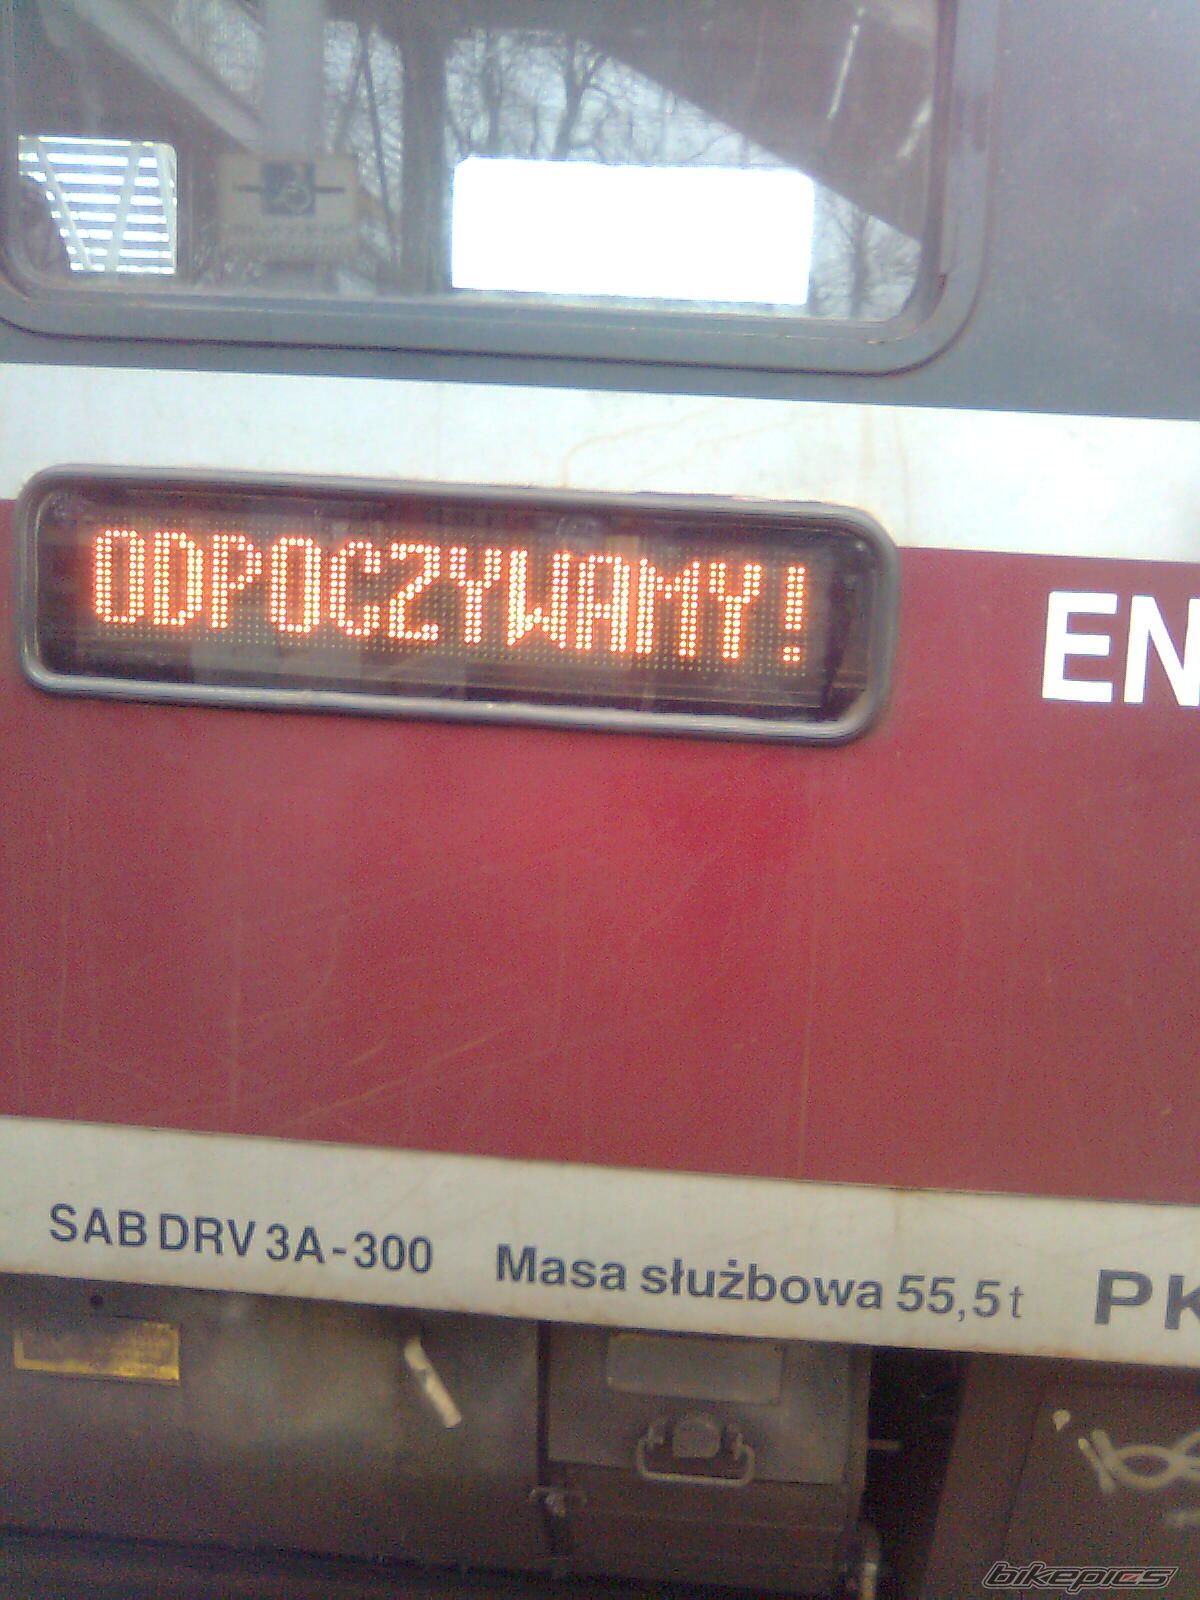 ODPOCZYWAMY!
EN
SAB DRV 3A-300 Masa służbowa 55,5t PK
bikepics